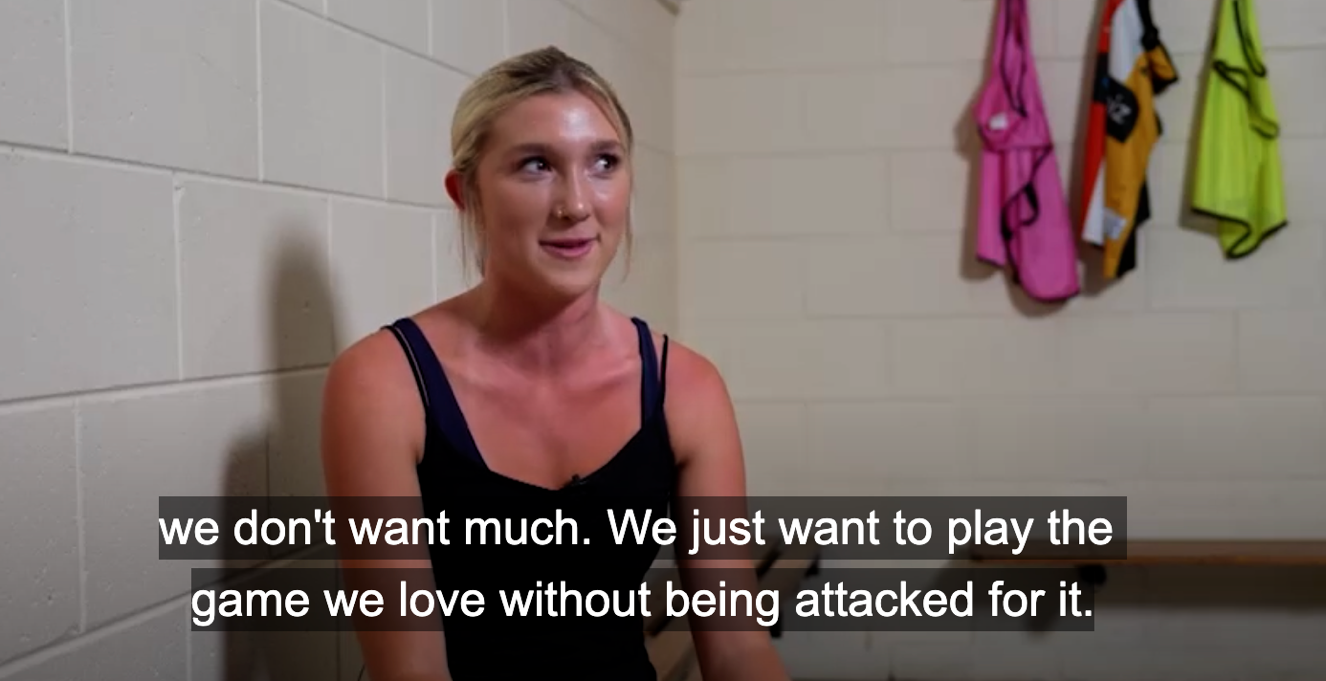 we don't want much. We just want to play the
game we love without being attacked for it.